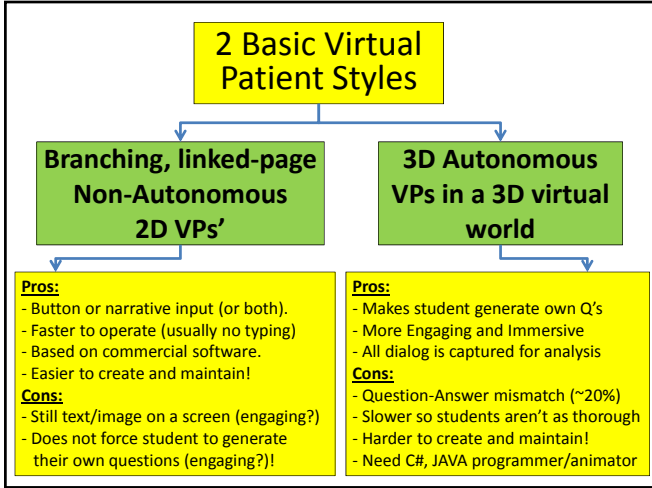 2 Basic Virtual
Patient Styles
Branching, linked-page
Non-Autonomous
2D VPs’
3D Autonomous
VPs in a 3D virtual
world
Pros:
- Button or narrative input (or both).
- Faster to operate (usually no typing)
- Based on commercial software.
- Easier to create and maintain!
Cons:
- Still text/image on a screen (engaging?)
- Does not force student to generate
their own questions (engaging?)!
Pros:
- Makes student generate own Q’s
- More Engaging and Immersive
- All dialog is captured for analysis
Cons:
- Question-Answer mismatch (~20%)
- Slower so students aren’t as thorough
- Harder to create and maintain!
- Need C#, JAVA programmer/animator